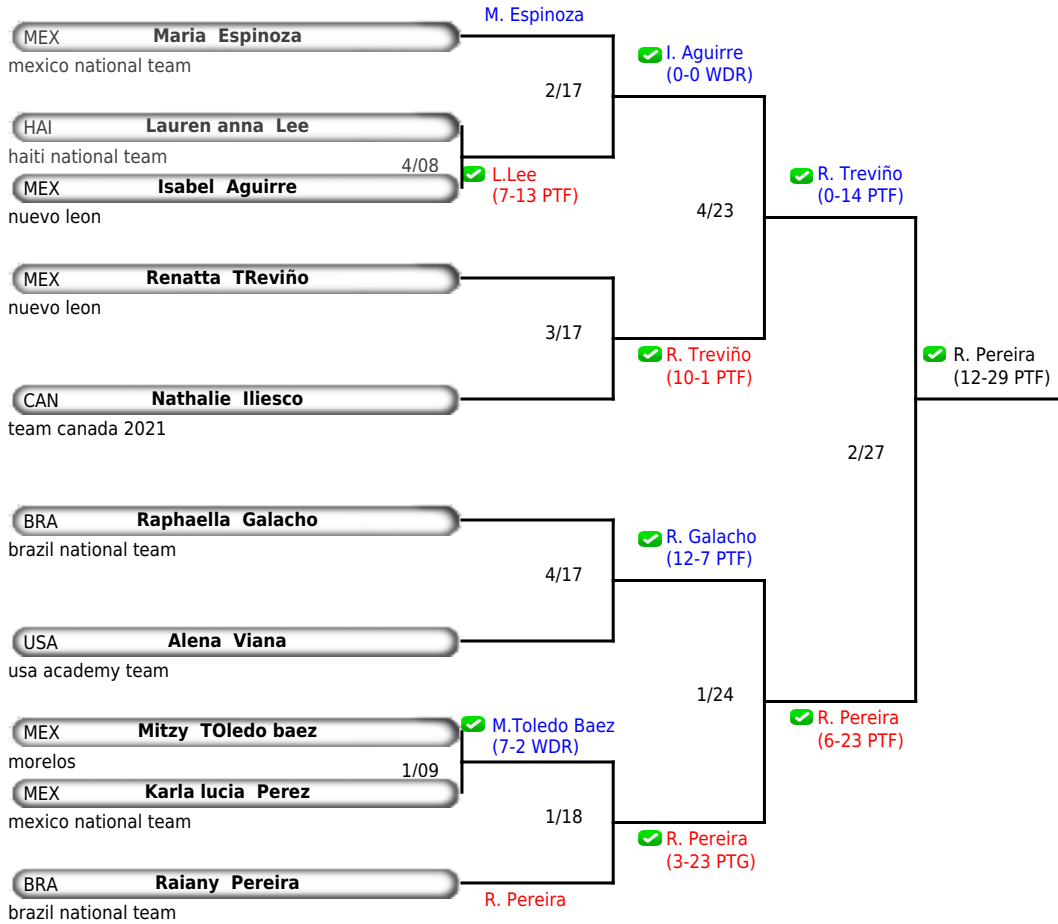 M. Espinoza
MEX Maria Espinoza
mexico national team
I. Aguirre
(0-0 WDR)
2/17
HAI Lauren anna Lee
haiti national team
4/08
L.Lee
(7-13 PTF)
MEX Isabel Aguirre
nuevo leon
R. Treviño
(0-14 PTF)
4/23
MEX Renatta TReviño
nuevo leon
3/17
R. Treviño
(10-1 PTF)
R. Pereira
(12-29 PTF)
CAN Nathalie Iliesco
team canada 2021
2/27
BRA Raphaella Galacho
brazil national team
R. Galacho
(12-7 PTF)
4/17
USA Alena Viana
usa academy team
1/24
R. Pereira
(6-23 PTF)
MEX Mitzy TOledo baez
morelos
M.Toledo Baez
(7-2 WDR)
1/09
MEX Karla lucia Perez
mexico national team
1/18
R. Pereira
(3-23 PTG)
BRA Raiany Pereira
brazil national team
R. Pereira